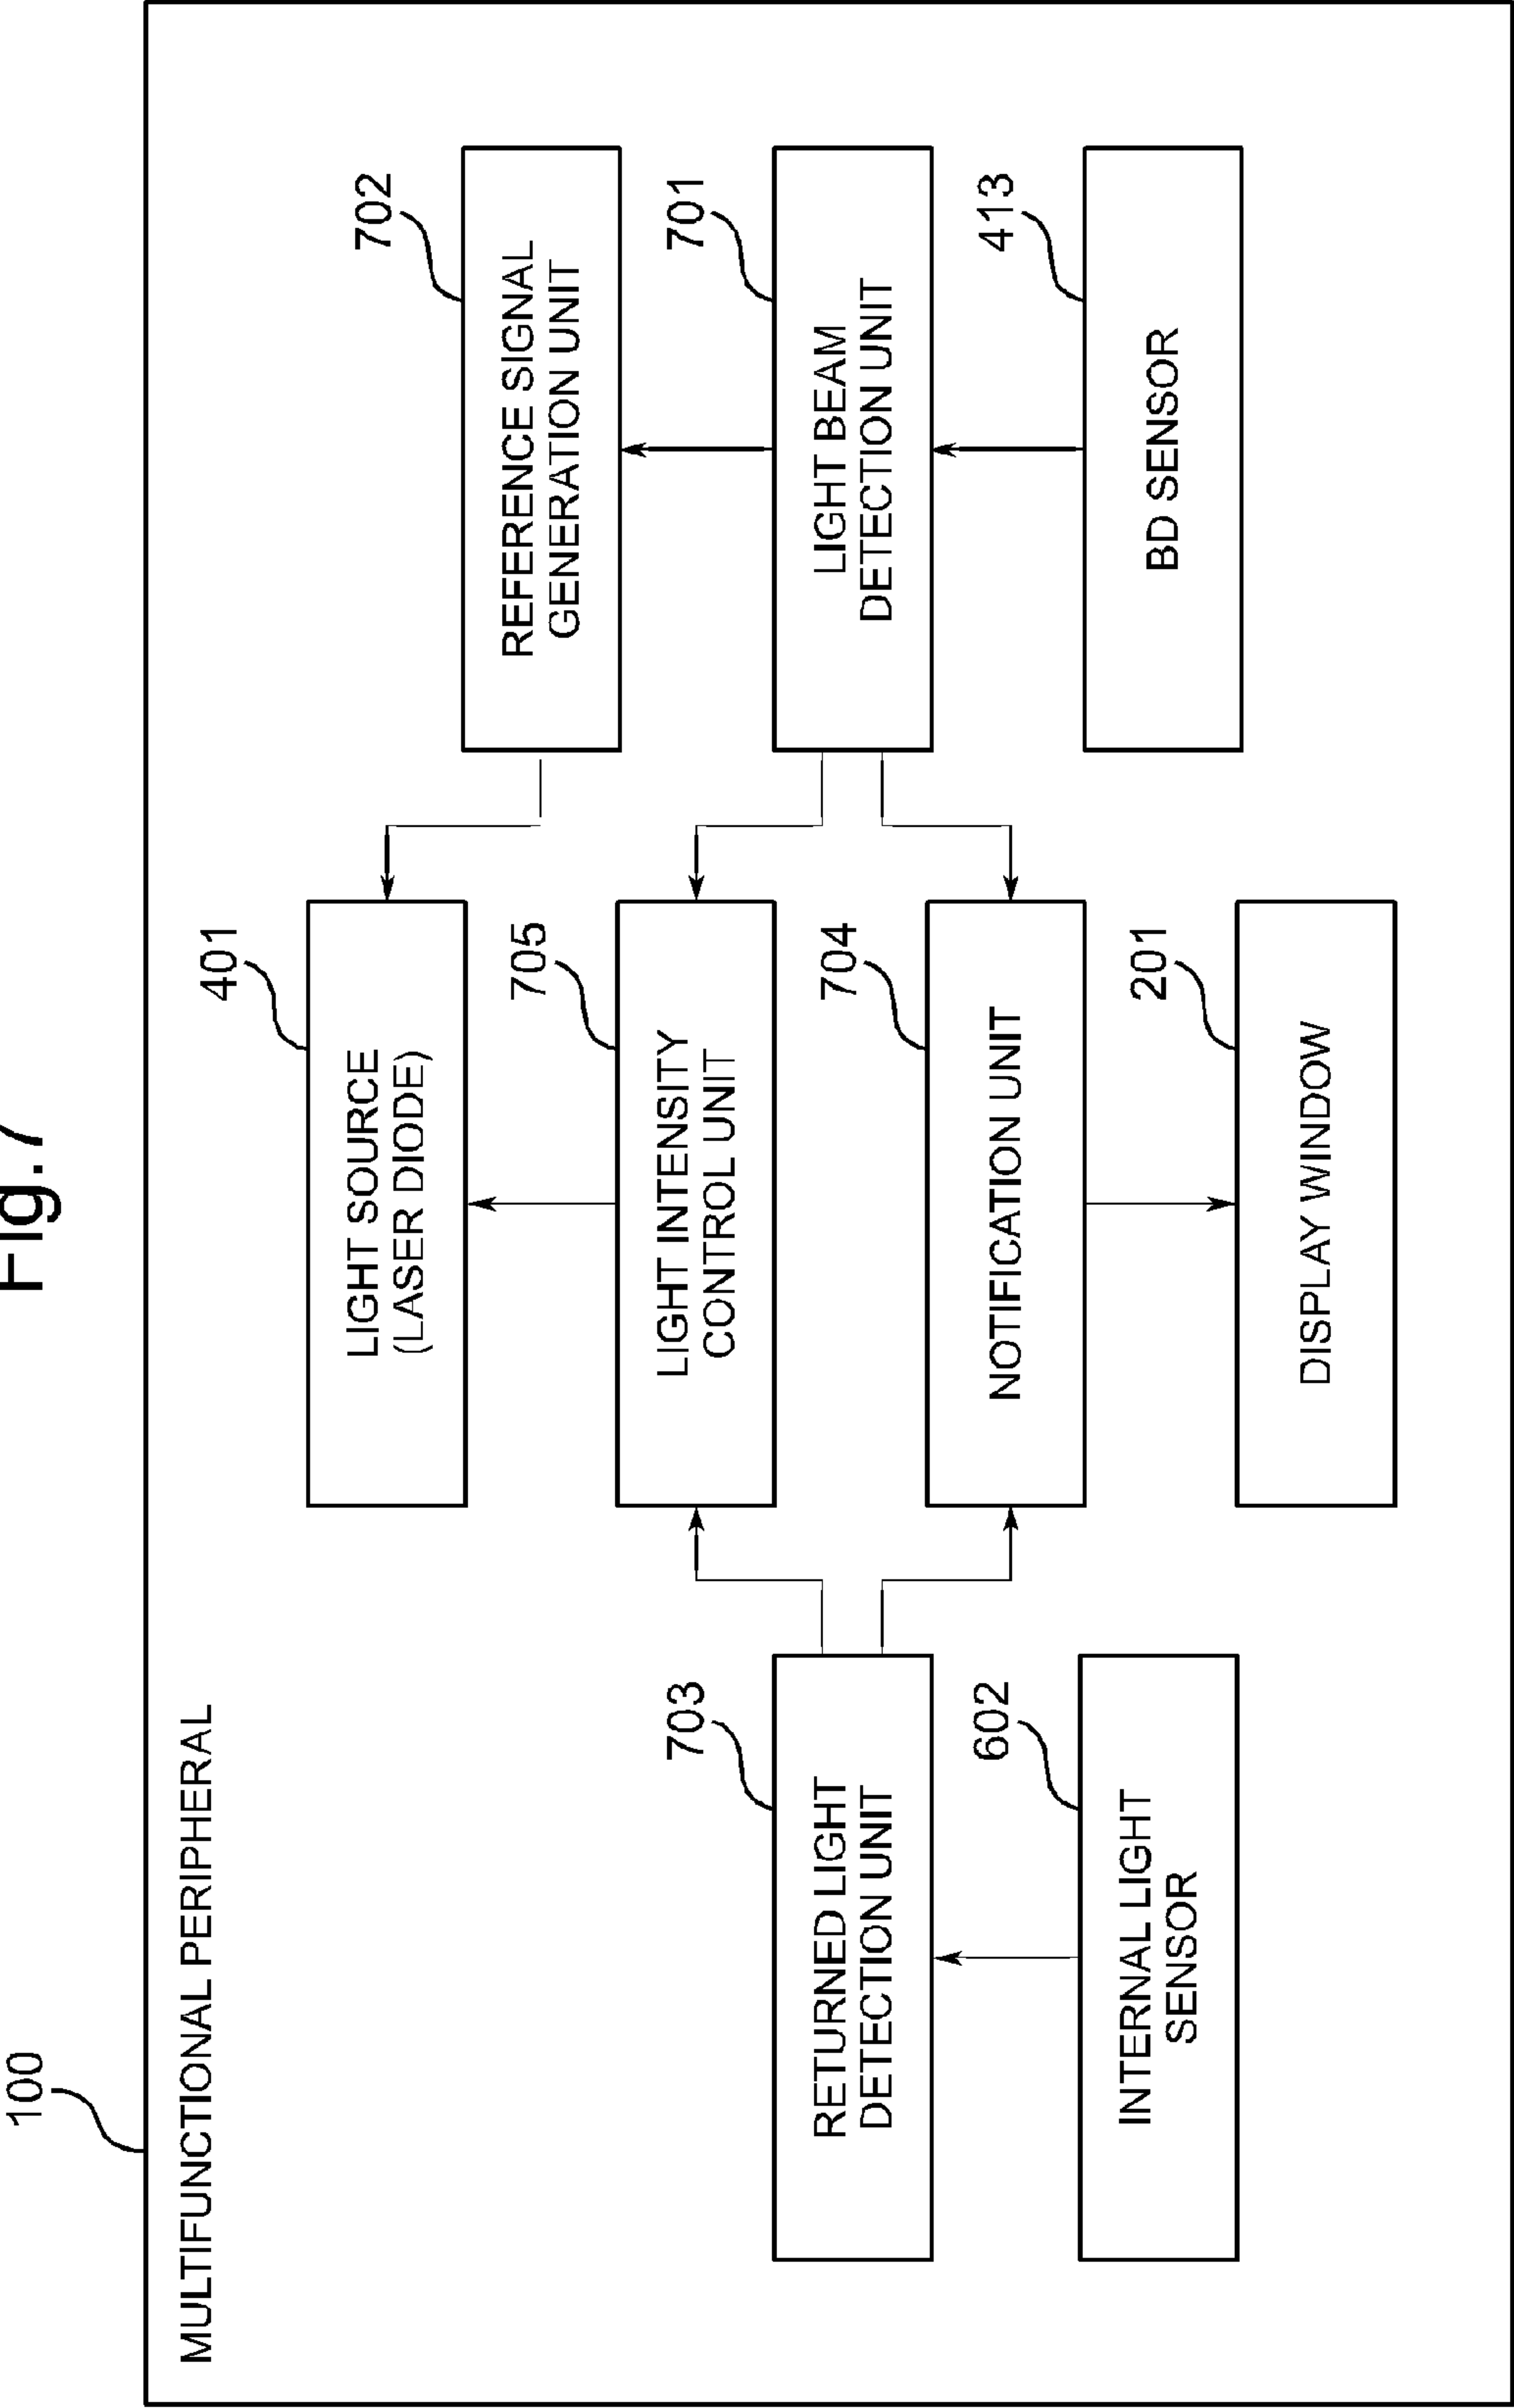 Fig.7
100
MULTIFUNCTIONAL PERIPHERAL
401
LIGHT SOURCE
(LASER DIODE)
702
REFERENCE SIGNAL
GENERATION UNIT
703
RETURNED LIGHT
DETECTION UNIT
705
LIGHT INTENSITY
CONTROL UNIT
701
LIGHT BEAM
DETECTION UNIT
602
INTERNAL LIGHT
SENSOR
704
NOTIFICATION UNIT
413
BD SENSOR
201
DISPLAY WINDOW